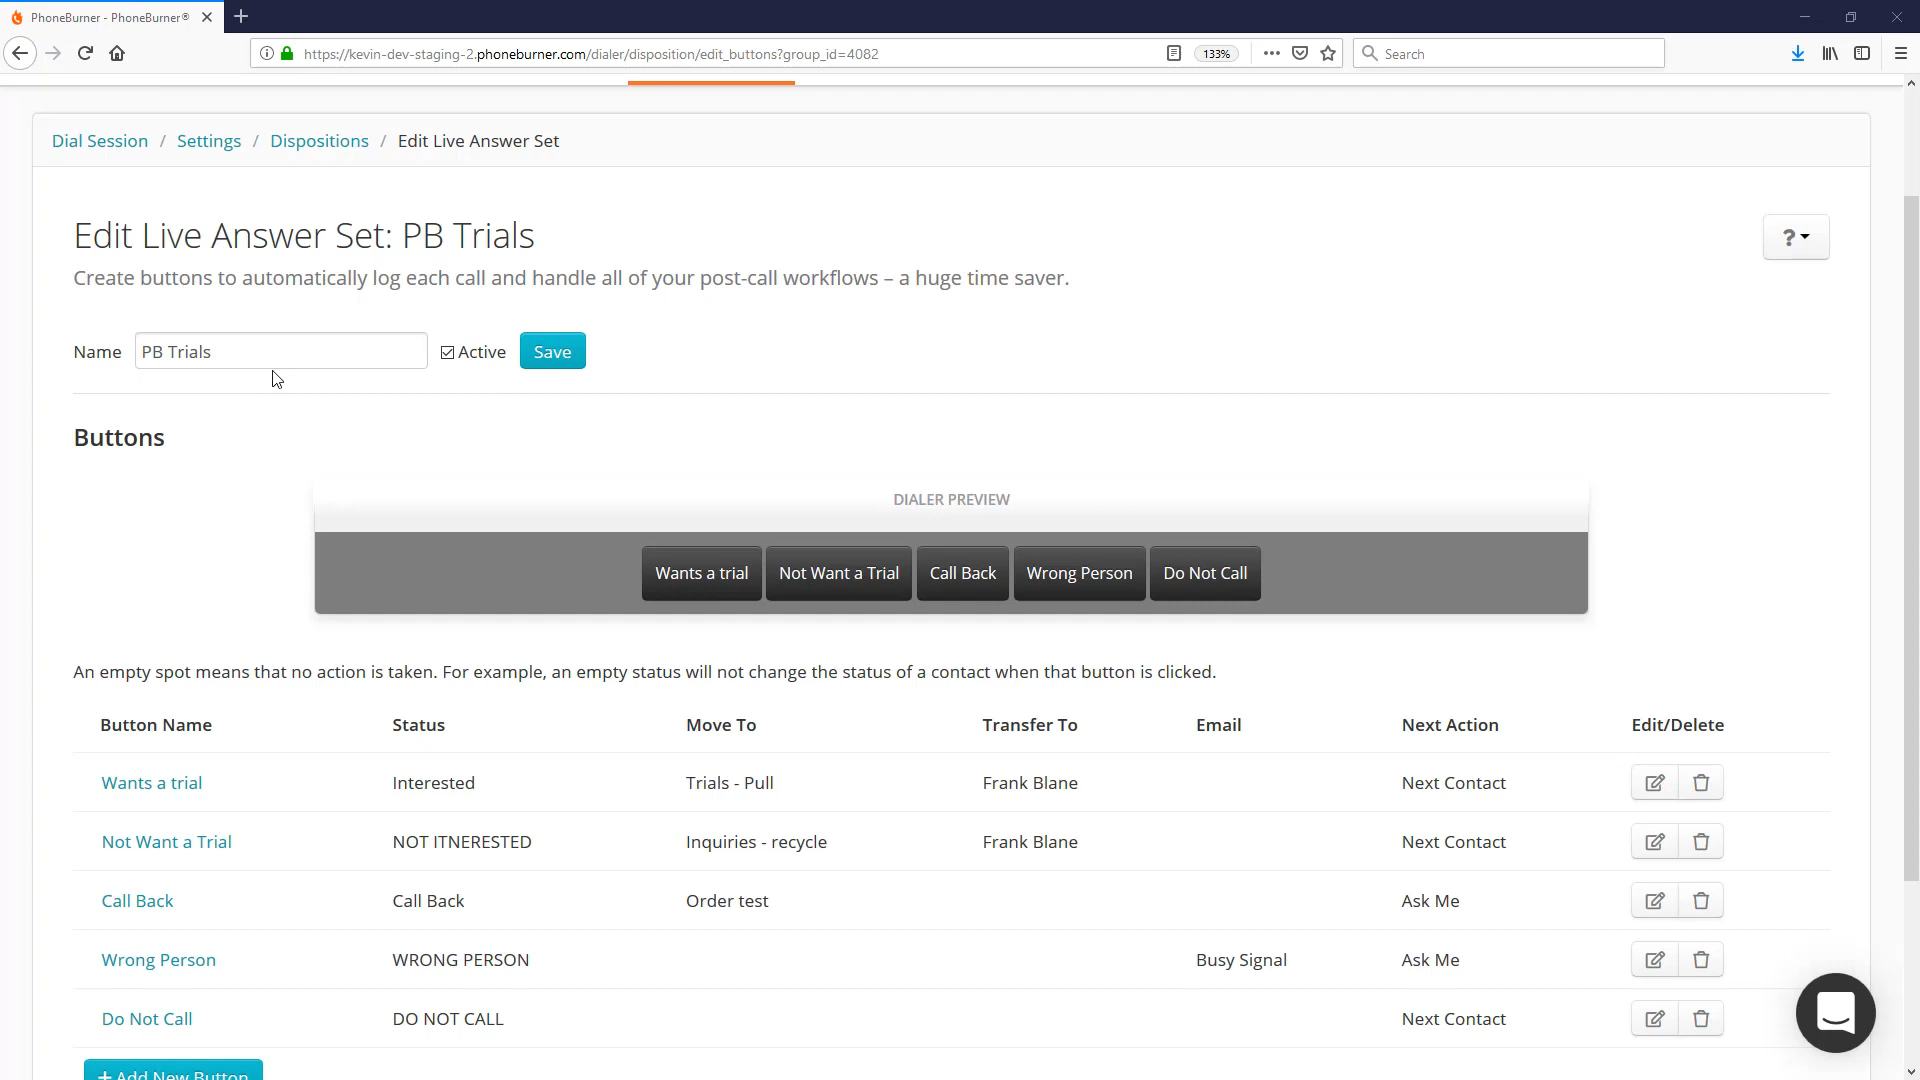 PhoneBurner - PhoneBurner®
https://kevin-dev-staging-2.phoneburner.com/dialer/disposition/edit_buttons?group_id=4082 133% Search
Dial Session / Settings / Dispositions / Edit Live Answer Set
Edit Live Answer Set: PB Trials
?
Create buttons to automatically log each call and handle all of your post-call workflows – a huge time saver.
Name PB Trials Active Save
Buttons
DIALER PREVIEW
Wants a trial Not Want a Trial Call Back Wrong Person Do Not Call
An empty spot means that no action is taken. For example, an empty status will not change the status of a contact when that button is clicked.
Button Name Status Move To Transfer To Email Next Action Edit/Delete
Wants a trial Interested Trials - Pull Frank Blane Next Contact
Not Want a Trial NOT ITNERESTED Inquiries - recycle Frank Blane Next Contact
Call Back Call Back Order test Ask Me
Wrong Person WRONG PERSON Busy Signal Ask Me
Do Not Call DO NOT CALL Next Contact
+ Add New Button